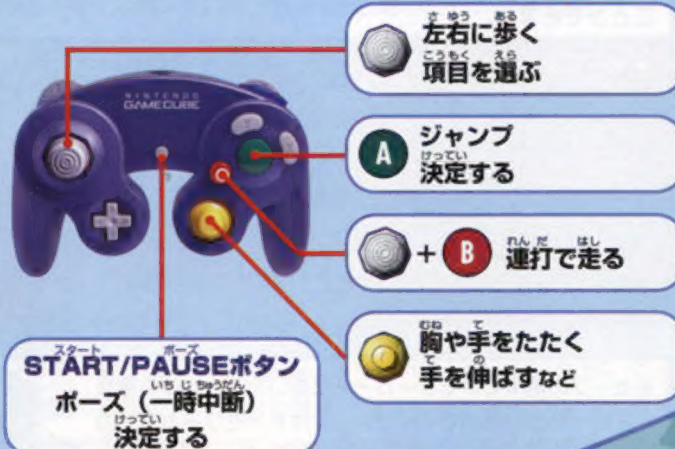 左右に歩く
項目を選ぶ
NINTENDO
GAMECUBE
A ジャンプ
決定する
+ B 連打で走る
胸や手をたたく
手を伸ばすなど
START/PAUSEボタン
ポーズ(一時中断)
決定する